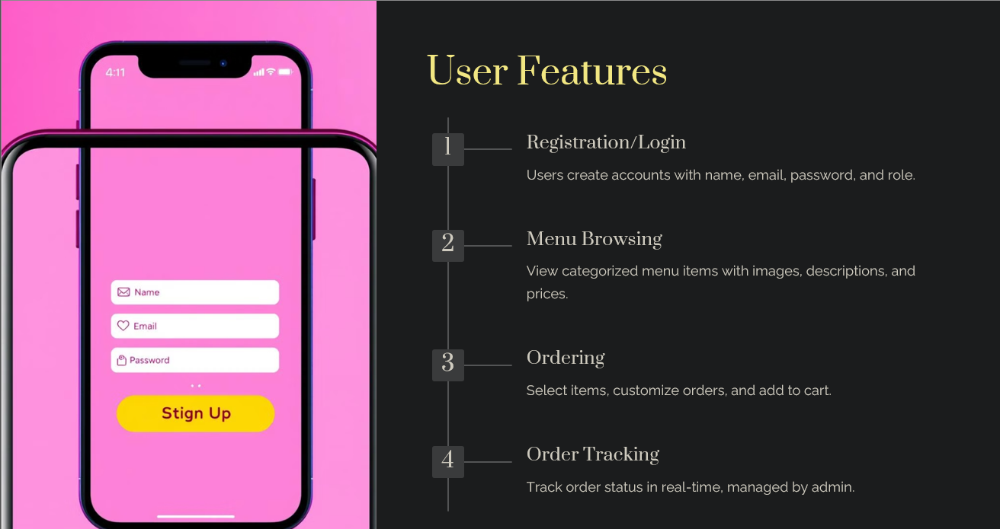 4:11
Name
Email
Password
Stign Up
User Features
1
Registration/Login
Users create accounts with name, email, password, and role.
2
Menu Browsing
View categorized menu items with images, descriptions, and
prices.
3
Ordering
Select items, customize orders, and add to cart.
4
Order Tracking
Track order status in real-time, managed by admin.